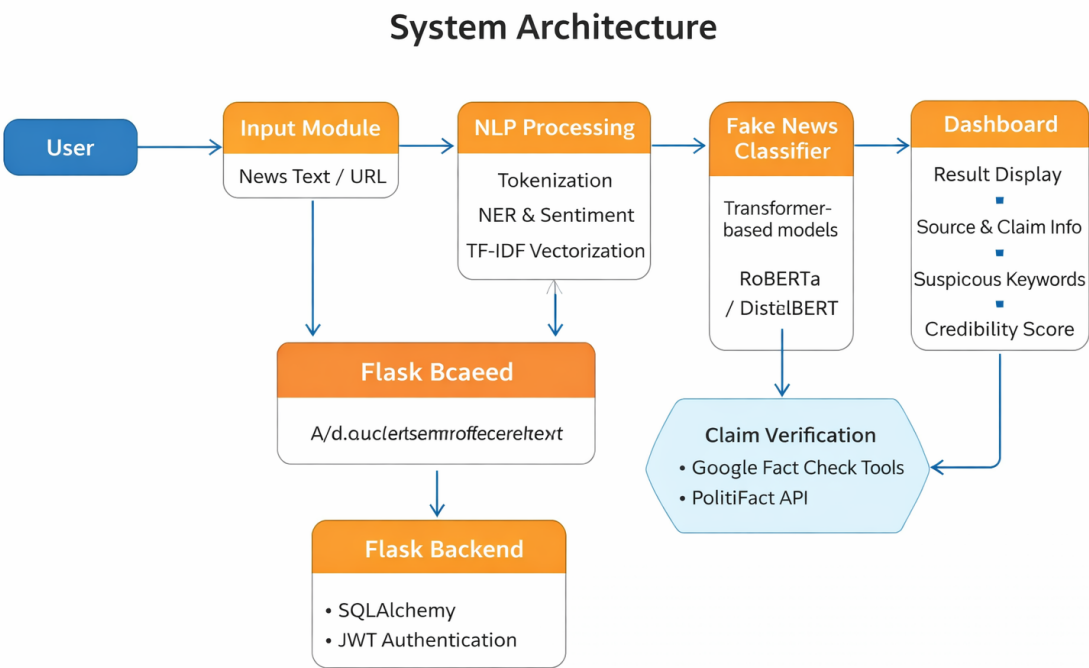 System Architecture
User
Input Module
News Text / URL
NLP Processing
Tokenization
NER & Sentiment
TF-IDF Vectorization
Fake News
Classifier
Transformer-
based models
RoBERTa
/ DistelBERT
Dashboard
Result Display
Source & Claim Info
Suspicous Keywords
Credibility Score
Flask Bcaeed
Claim Verification
• Google Fact Check Tools
• PolitiFact API
Flask Backend
• SQLAlchemy
• JWT Authentication